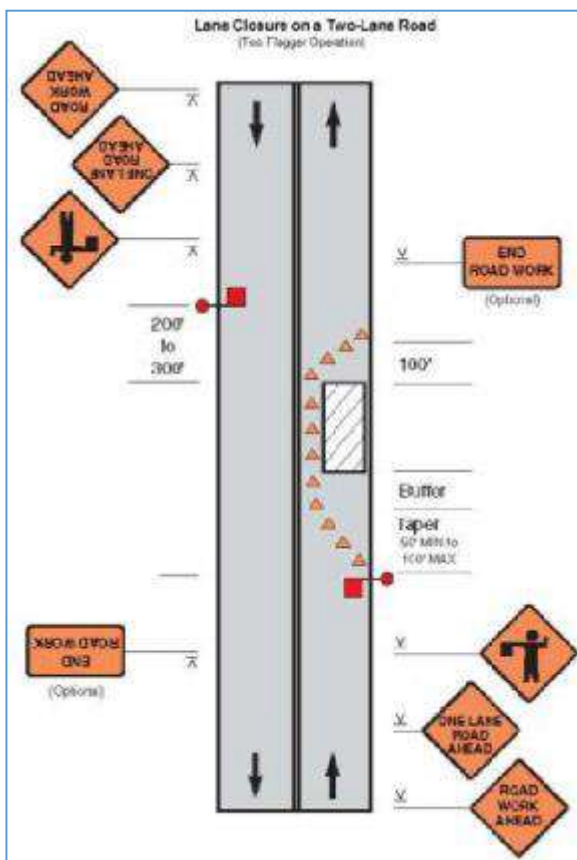 Lane Closure on a Two-Lane Road
(Two Flagger Operation)
ROAD
WORK
AHEAD
ONE LANE
ROAD
AHEAD
END
ROAD WORK
(Optional)
200'
to
300'
100'
Buffer
Taper
50' MIN to
100' MAX
END
ROAD WORK
(Optional)
ONE LANE
ROAD
AHEAD
ROAD
WORK
AHEAD